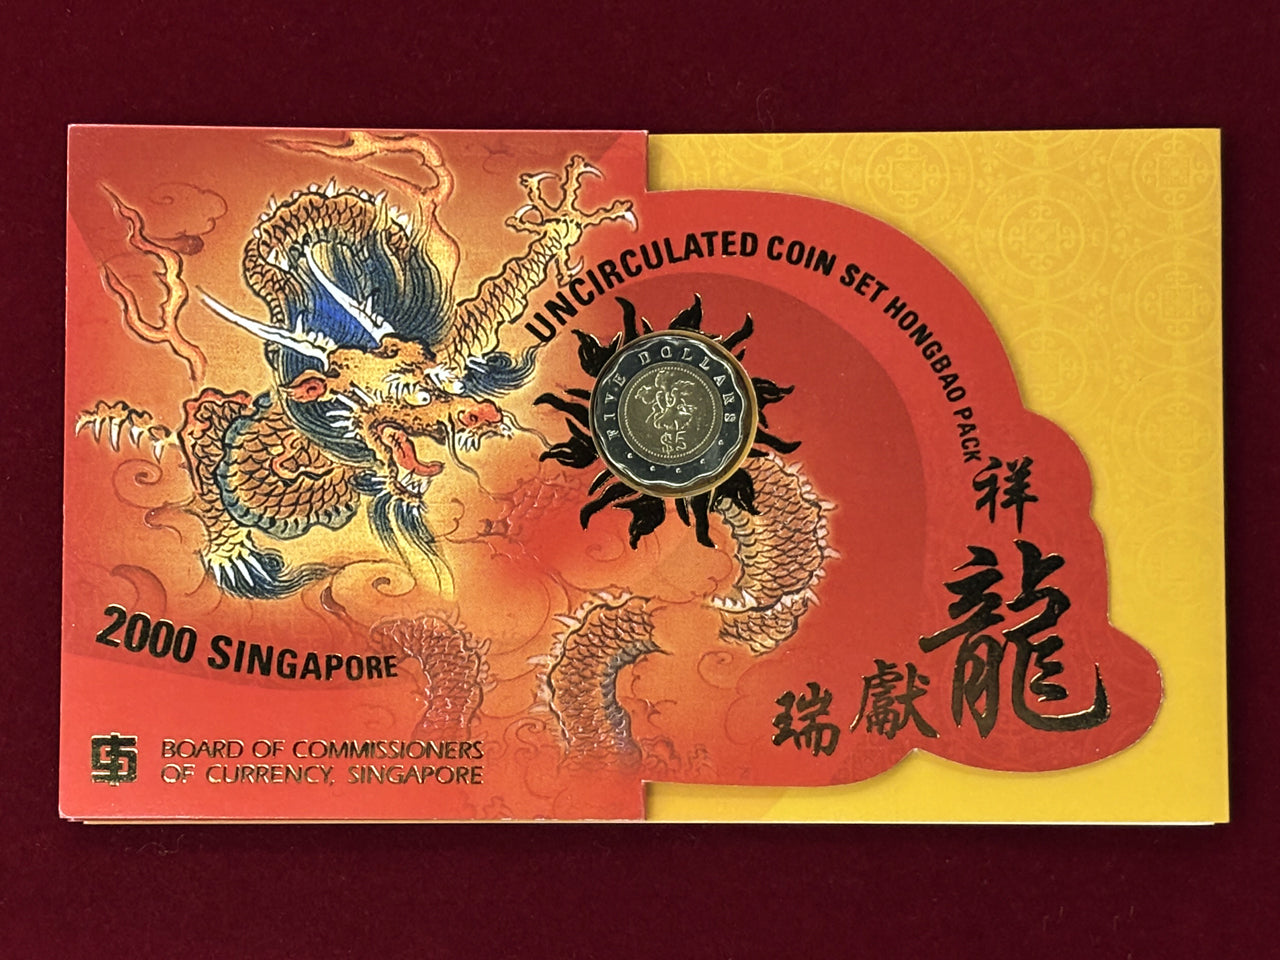 UNCIRCULATED COIN SET HONGBAO PACK
FIVE DOLLARS
$5
祥
龍
獻
瑞
2000 SINGAPORE
BOARD OF COMMISSIONERS
OF CURRENCY, SINGAPORE